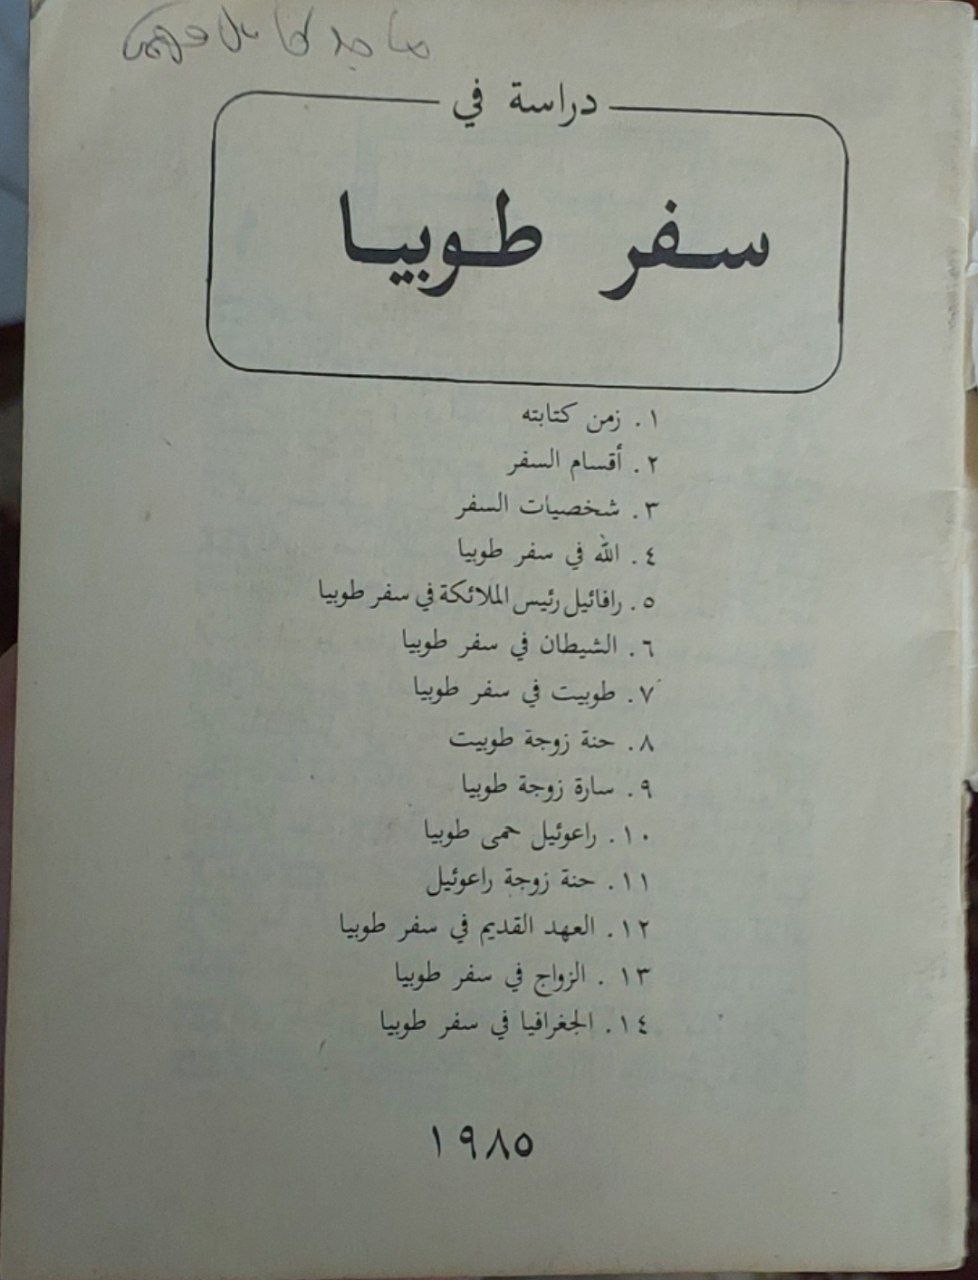 ماجد كامل فهمى
دراسة في
سفر طوبيا
١. زمن كتابته
٢. أقسام السفر
٣. شخصيات السفر
٤. الله في سفر طوبيا
٥. رافائيل رئيس الملائكة في سفر طوبيا
٦. الشيطان في سفر طوبيا
٧. طوبيت في سفر طوبيا
٨. حنة زوجة طوبيت
٩. سارة زوجة طوبيا
١٠. راعوئيل حمى طوبيا
١١. حنة زوجة راعوئيل
١٢. العهد القديم في سفر طوبيا
١٣. الزواج في سفر طوبيا
١٤. الجغرافيا في سفر طوبيا
١٩٨٥